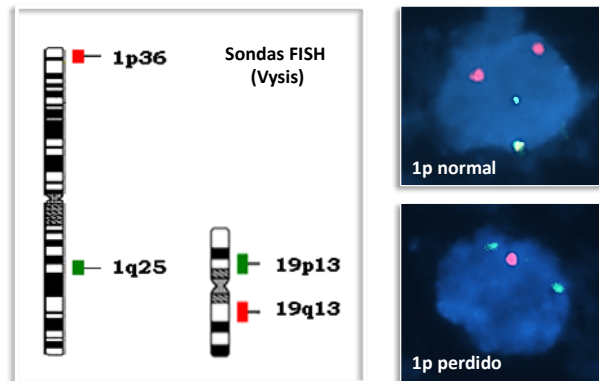 Sondas FISH
(Vysis)
1p36
1q25
19p13
19q13
1p normal
1p perdido